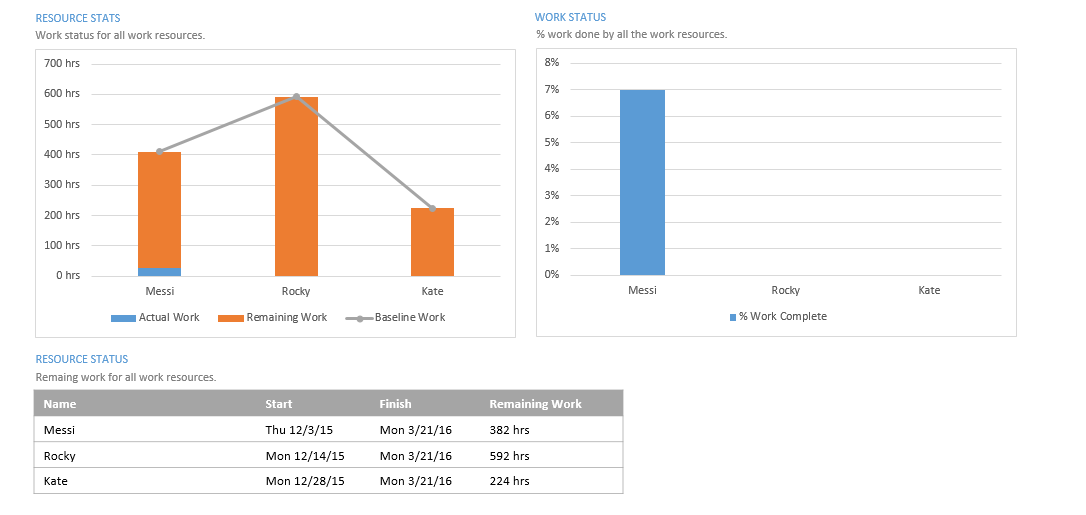 RESOURCE STATS
Work status for all work resources.
700 hrs
600 hrs
500 hrs
400 hrs
300 hrs
200 hrs
100 hrs
0 hrs
Messi Rocky Kate
Actual Work Remaining Work Baseline Work
WORK STATUS
% work done by all the work resources.
8%
7%
6%
5%
4%
3%
2%
1%
0%
Messi Rocky Kate
% Work Complete
RESOURCE STATUS
Remaing work for all work resources.
Name Start Finish Remaining Work
Messi Thu 12/3/15 Mon 3/21/16 382 hrs
Rocky Mon 12/14/15 Mon 3/21/16 592 hrs
Kate Mon 12/28/15 Mon 3/21/16 224 hrs